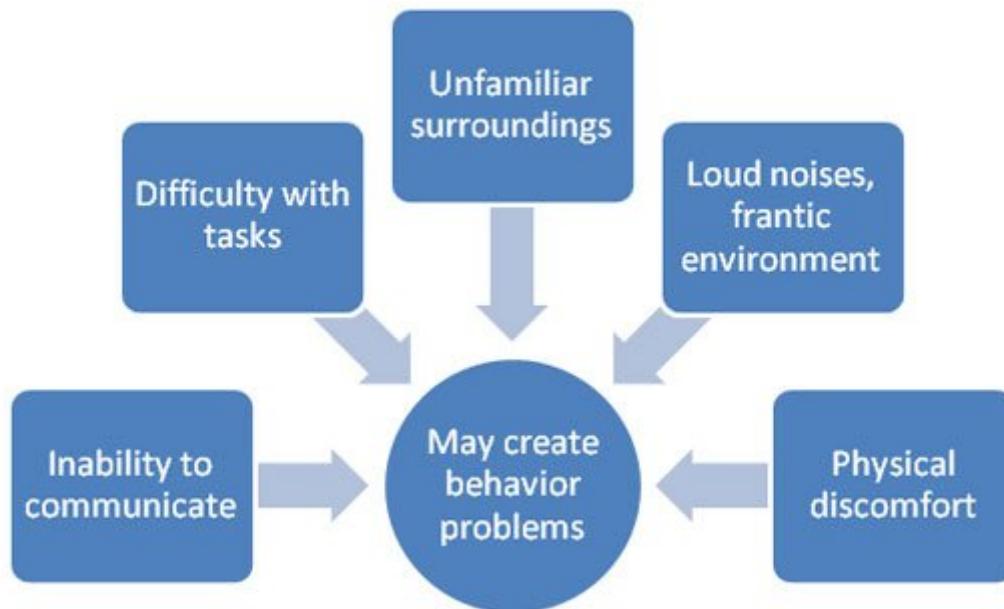 Unfamiliar
surroundings
Difficulty with
tasks
Loud noises,
frantic
environment
Inability to
communicate
May create
behavior
problems
Physical
discomfort